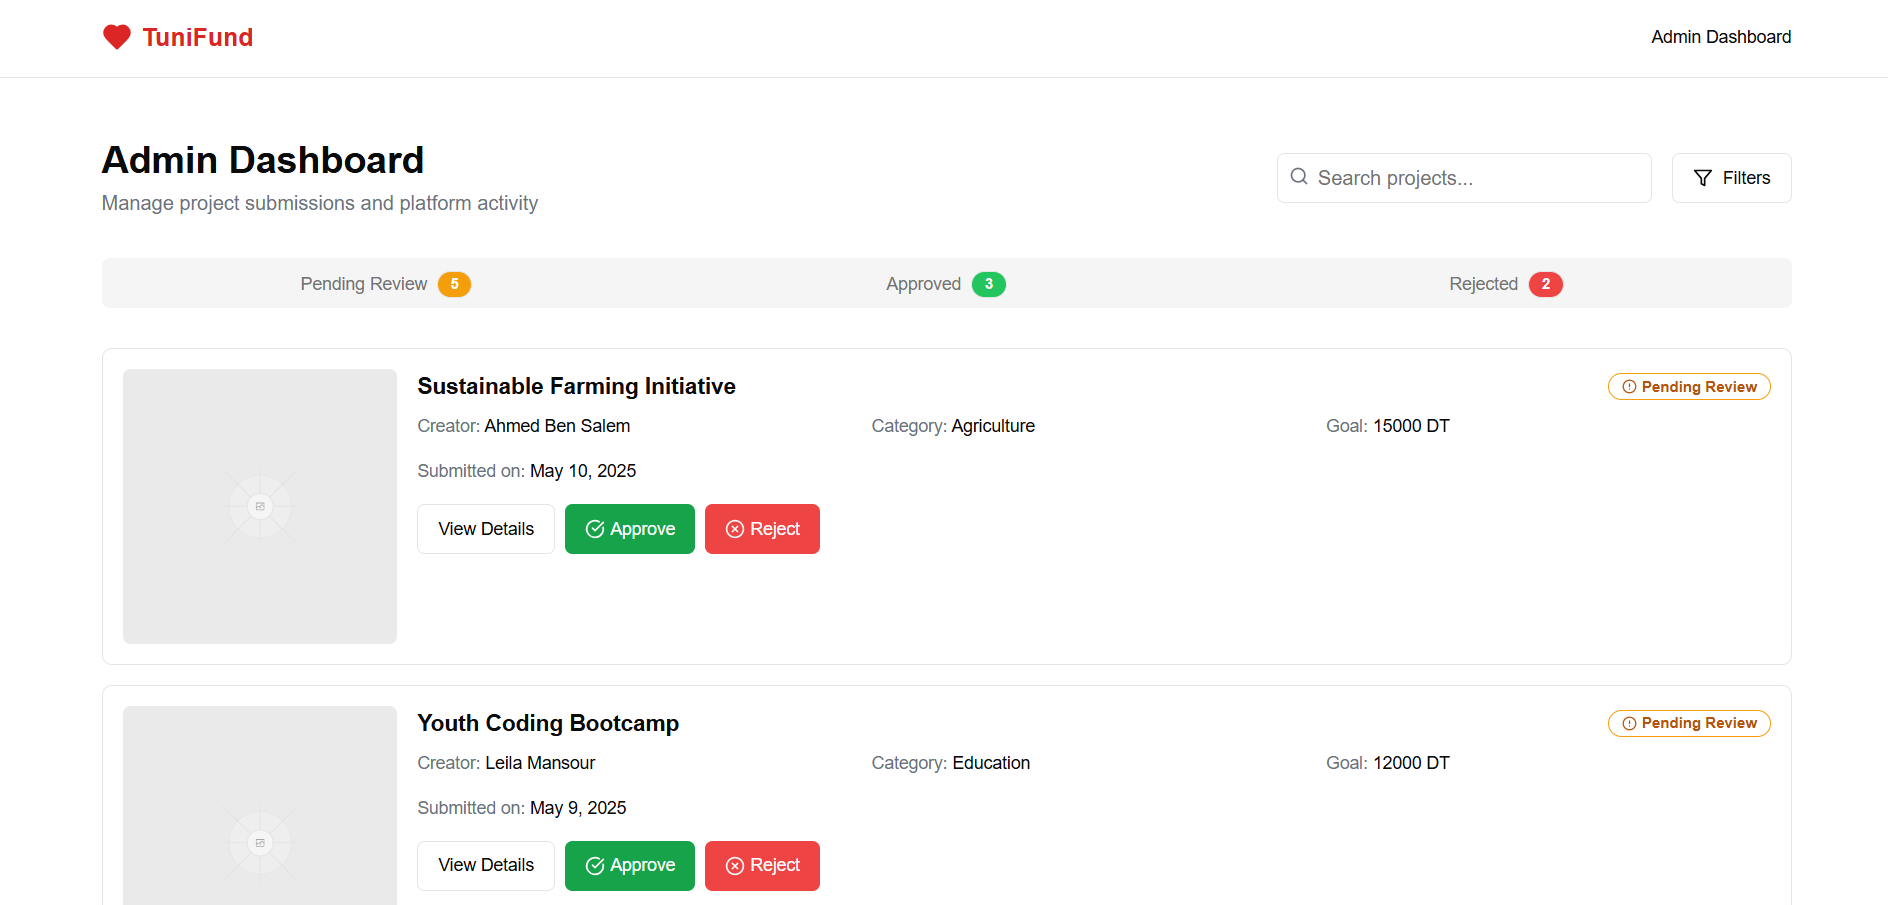 TuniFund
Admin Dashboard
Admin Dashboard
Manage project submissions and platform activity
Search projects...
Filters
Pending Review 5
Approved 3
Rejected 2
Sustainable Farming Initiative
Pending Review
Creator: Ahmed Ben Salem
Category: Agriculture
Goal: 15000 DT
Submitted on: May 10, 2025
View Details
Approve
Reject
Youth Coding Bootcamp
Pending Review
Creator: Leila Mansour
Category: Education
Goal: 12000 DT
Submitted on: May 9, 2025
View Details
Approve
Reject